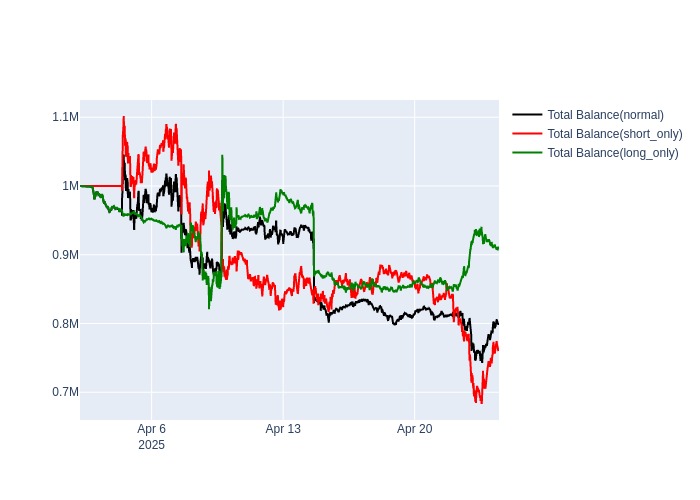 1.1M
1M
0.9M
0.8M
0.7M
Apr 6
2025
Apr 13
Apr 20
Total Balance(normal)
Total Balance(short_only)
Total Balance(long_only)